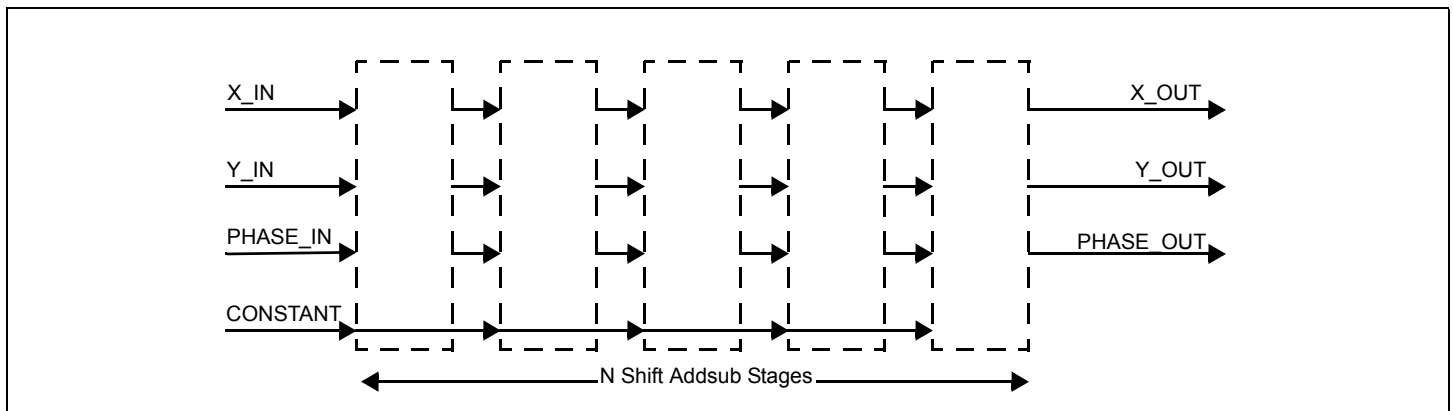 X_IN
X_OUT
Y_IN
Y_OUT
PHASE_IN
PHASE_OUT
CONSTANT
N Shift Addsub Stages